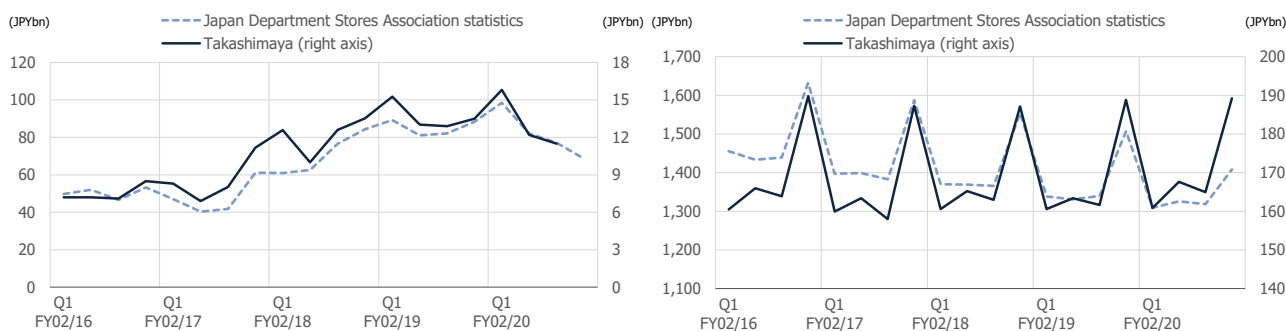 (JPYbn)
Japan Department Stores Association statistics
(JPYbn)
Takashimaya (right axis)
120
18
100
15
80
12
60
9
40
6
20
3
0
0
Q1
Q1
Q1
Q1
Q1
FY02/16
FY02/17
FY02/18
FY02/19
FY02/20
(JPYbn)
Japan Department Stores Association statistics
(JPYbn)
Takashimaya (right axis)
1,700
200
1,600
190
1,500
180
1,400
170
1,300
160
1,200
150
1,100
140
Q1
Q1
Q1
Q1
Q1
FY02/16
FY02/17
FY02/18
FY02/19
FY02/20